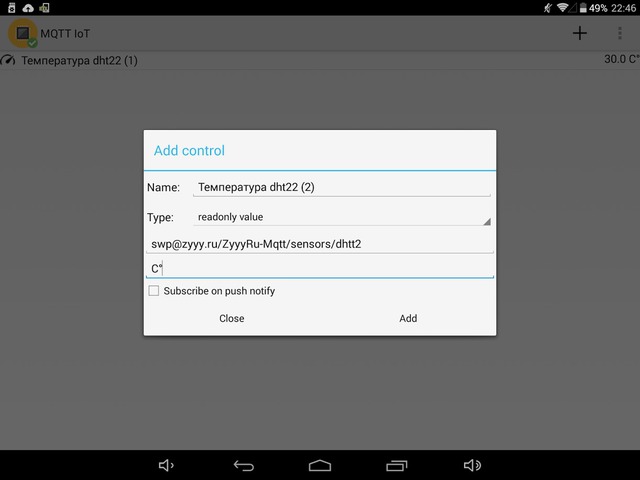 49% 22:46
MQTT IoT
Температура dht22 (1) 30.0 C°
Add control
Name: Температура dht22 (2)
Type: readonly value
swp@zyyy.ru/ZyyyRu-Mqtt/sensors/dhtt2
C°
Subscribe on push notify
Close Add